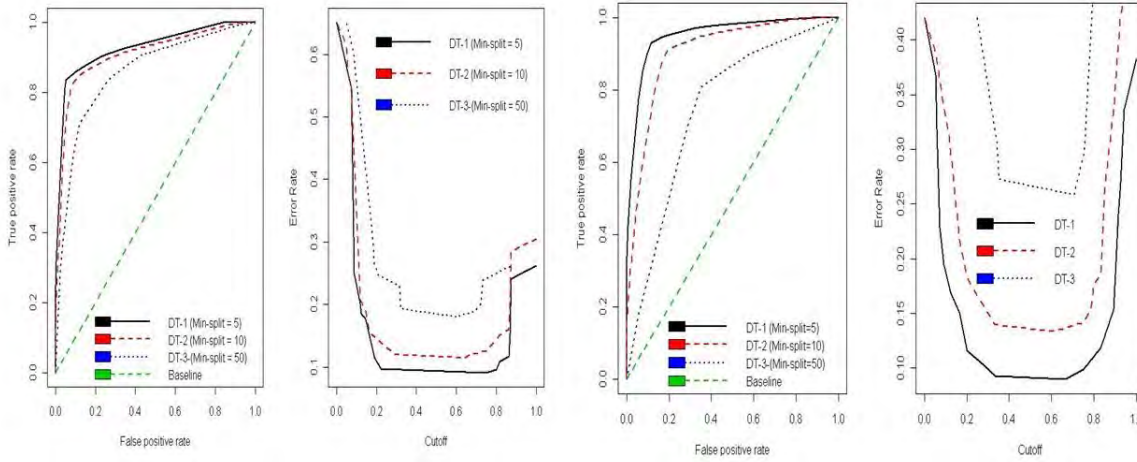 True positive rate
0.0
0.2
0.4
0.6
0.8
1.0
0.0
0.2
0.4
0.6
0.8
1.0
False positive rate
DT-1 (Min-split = 5)
DT-2 (Min-split = 10)
DT-3-(Min-split = 50)
Baseline
Error Rate
0.1
0.2
0.3
0.4
0.5
0.6
0.0
0.2
0.4
0.6
0.8
1.0
Cutoff
DT-1 (Min-split = 5)
DT-2 (Min-split = 10)
DT-3-(Min-split = 50)
True positive rate
0.0
0.2
0.4
0.6
0.8
1.0
0.0
0.2
0.4
0.6
0.8
1.0
False positive rate
DT-1 (Min-split=5)
DT-2 (Min-split=10)
DT-3-(Min-split=50)
Baseline
Error Rate
0.10
0.15
0.20
0.25
0.30
0.35
0.40
0.0
0.2
0.4
0.6
0.8
1.0
Cutoff
DT-1
DT-2
DT-3